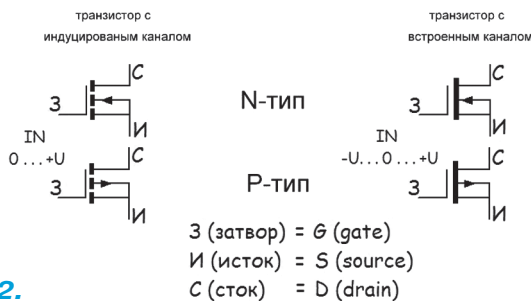 транзистор с
индуцированым каналом
транзистор с
встроенным каналом
С
З
И
N-тип
С
З
И
IN
0 ... +U
IN
-U...0 ...+U
С
З
И
P-тип
С
З
И
З (затвор) = G (gate)
И (исток) = S (source)
С (сток) = D (drain)
2.